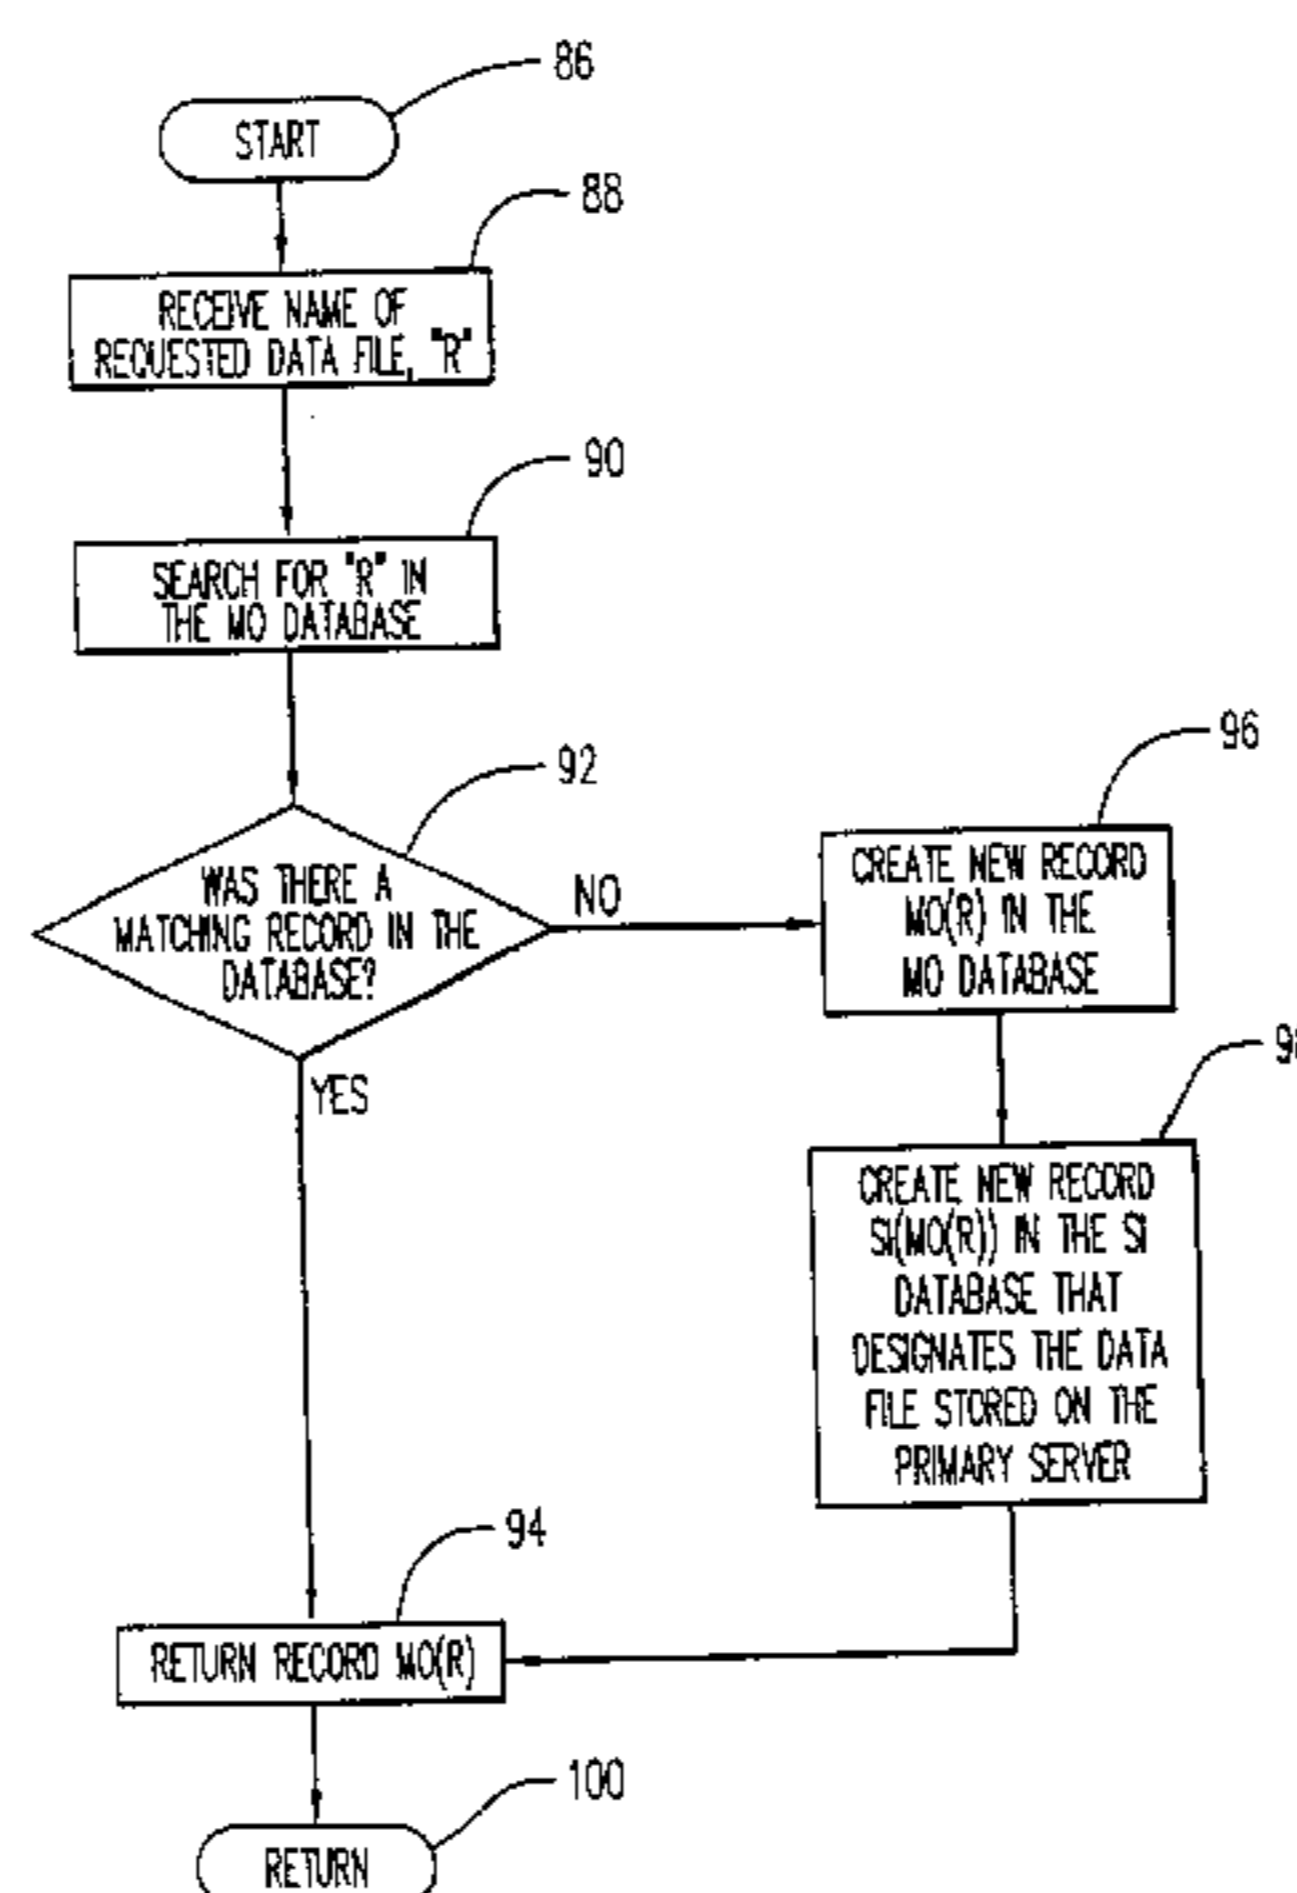 86
START
88
RECEIVE NAME OF
REQUESTED DATA FILE, "R"
90
SEARCH FOR "R" IN
THE MO DATABASE
92
WAS THERE A
MATCHING RECORD IN THE
DATABASE?
NO
YES
96
CREATE NEW RECORD
MO(R) IN THE
MO DATABASE
CREATE NEW RECORD
SI(MO(R)) IN THE SI
DATABASE THAT
DESIGNATES THE DATA
FILE STORED ON THE
PRIMARY SERVER
94
RETURN RECORD MO(R)
100
RETURN